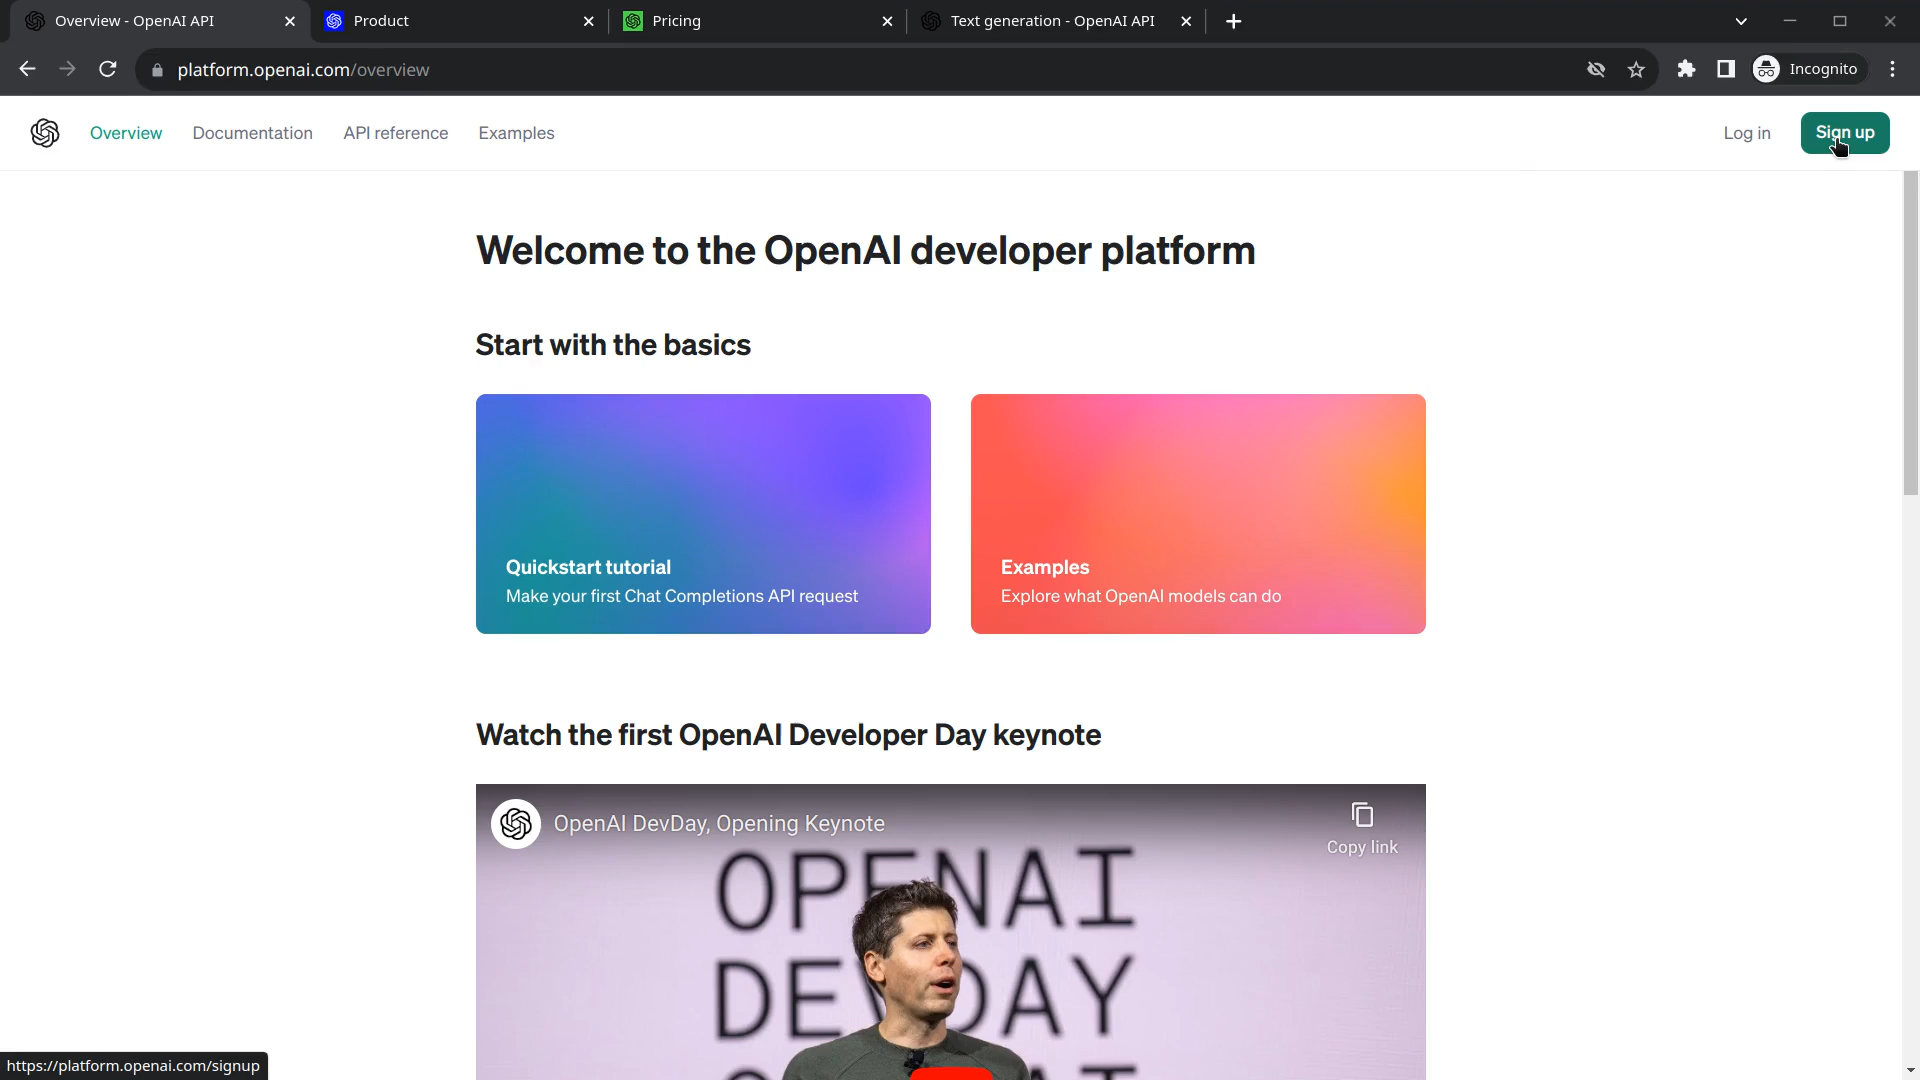 Overview - OpenAI API
Product
Pricing
Text generation - OpenAI API
platform.openai.com/overview
Incognito
Overview
Documentation
API reference
Examples
Log in
Sign up
Welcome to the OpenAI developer platform
Start with the basics
Quickstart tutorial
Make your first Chat Completions API request
Examples
Explore what OpenAI models can do
Watch the first OpenAI Developer Day keynote
OpenAI DevDay, Opening Keynote
Copy link
OPENAI
DEVDAY
https://platform.openai.com/signup